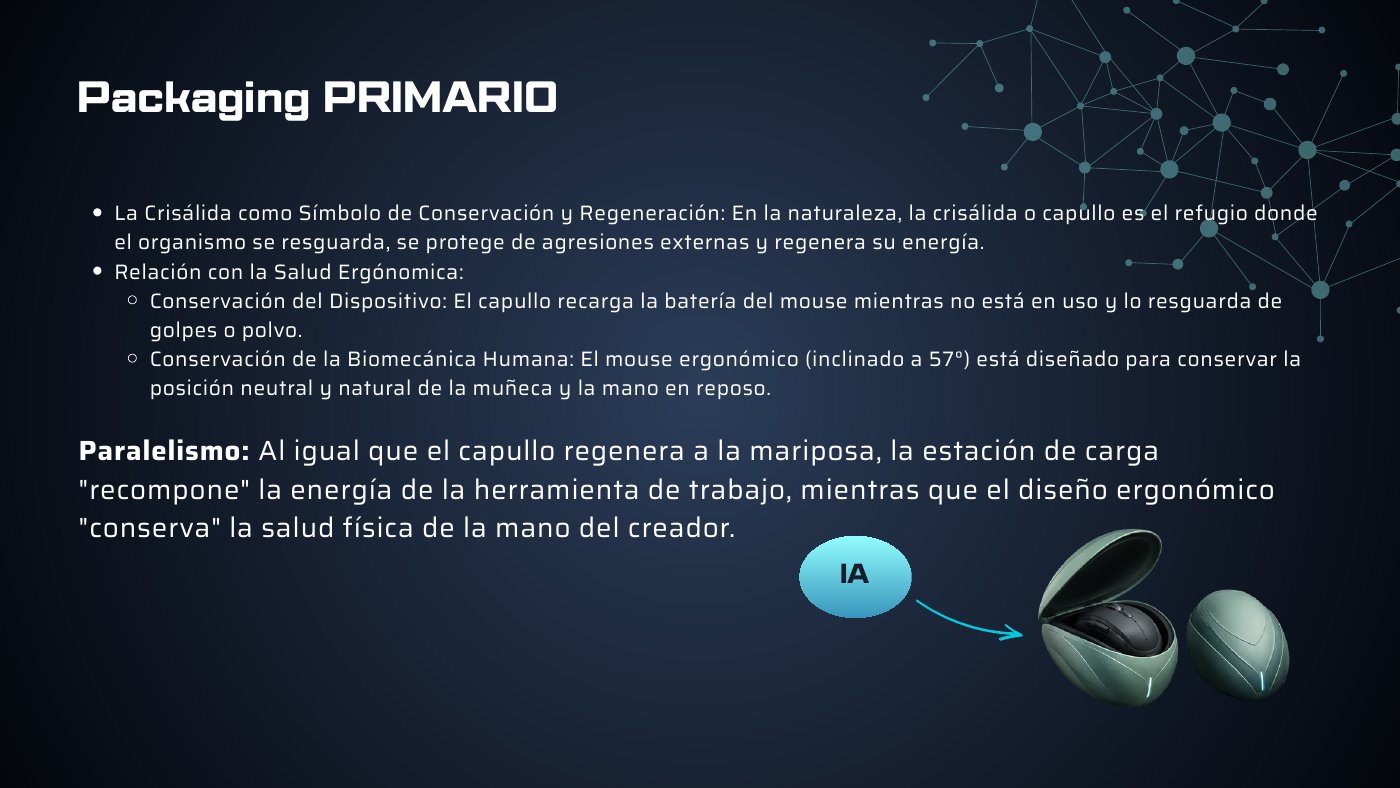 Packaging PRIMARIO
• La Crisálida como Símbolo de Conservación y Regeneración: En la naturaleza, la crisálida o capullo es el refugio donde
el organismo se resguarda, se protege de agresiones externas y regenera su energía.
• Relación con la Salud Ergónomica:
○ Conservación del Dispositivo: El capullo recarga la batería del mouse mientras no está en uso y lo resguarda de
golpes o polvo.
○ Conservación de la Biomecánica Humana: El mouse ergonómico (inclinado a 57º) está diseñado para conservar la
posición neutral y natural de la muñeca y la mano en reposo.
Paralelismo: Al igual que el capullo regenera a la mariposa, la estación de carga
"recompone" la energía de la herramienta de trabajo, mientras que el diseño ergonómico
"conserva" la salud física de la mano del creador.
IA